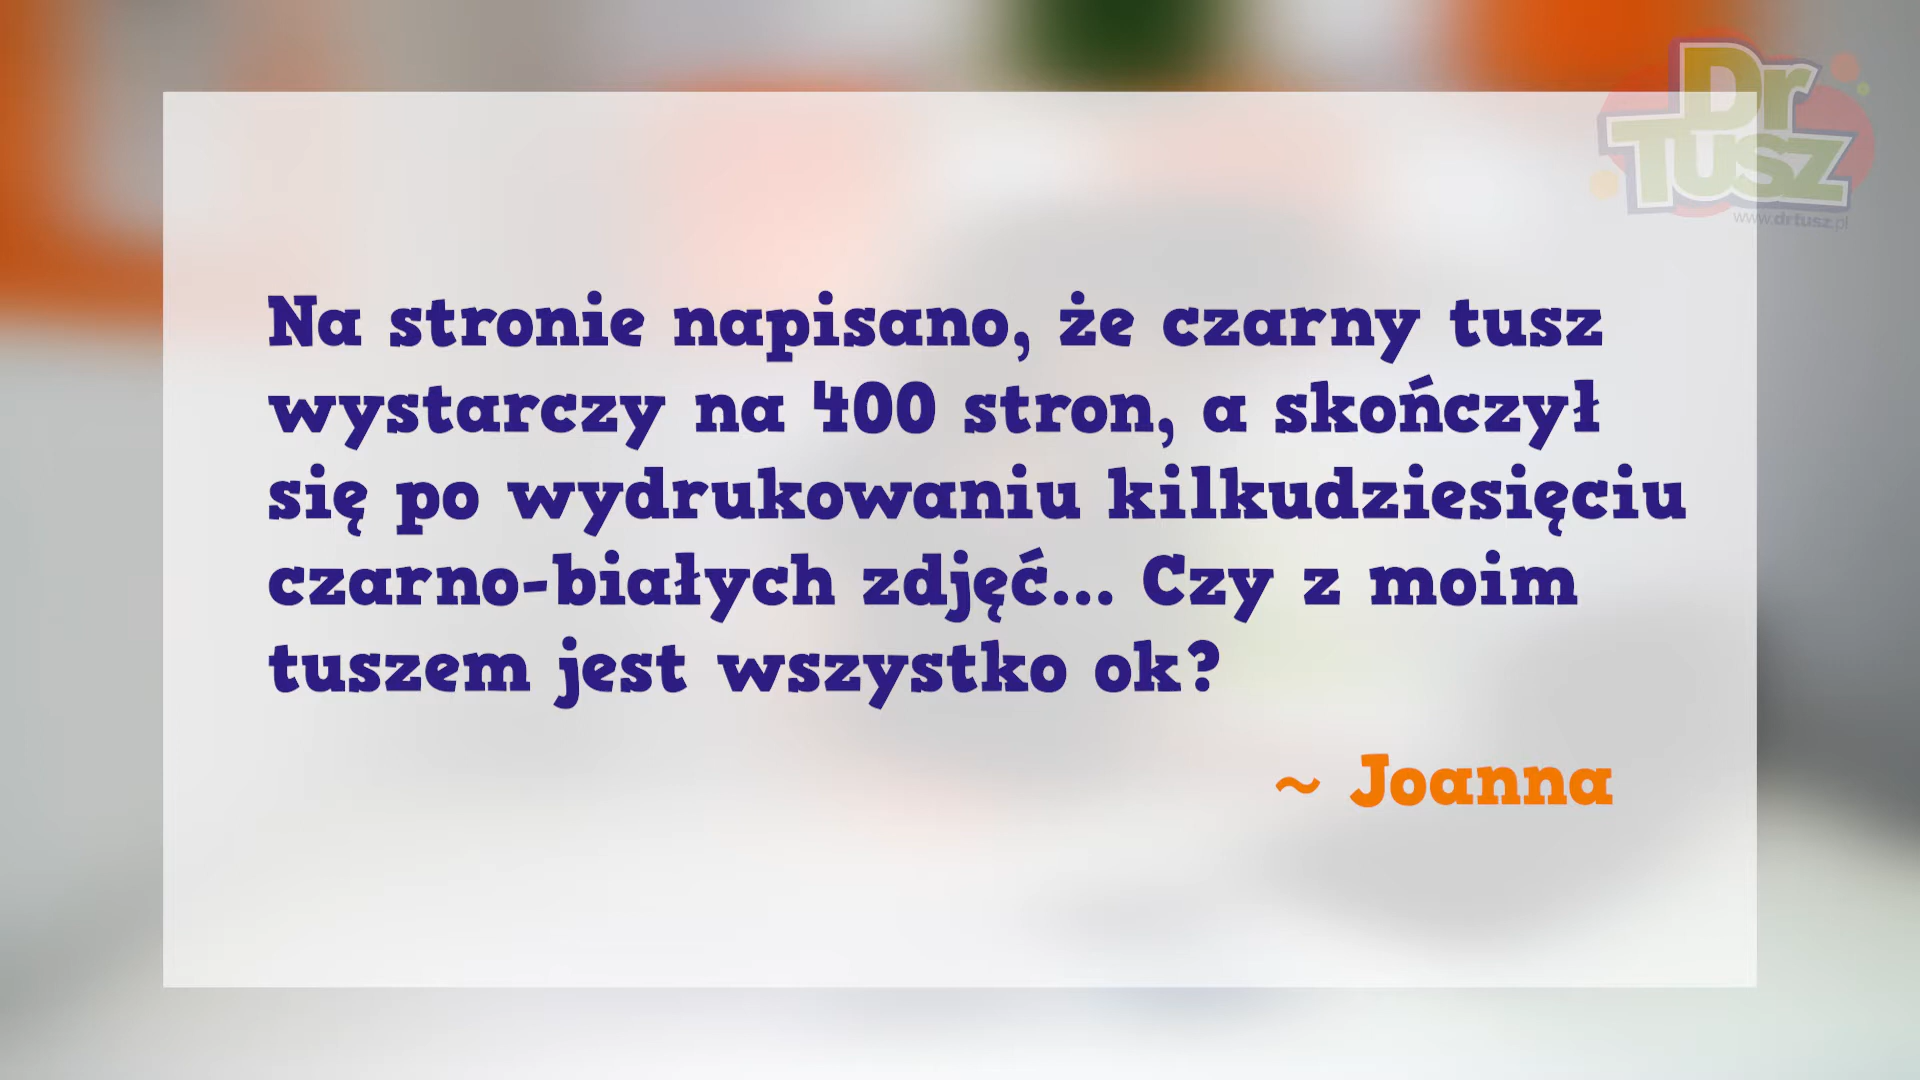 Dr
Tusz
www.drtusz.pl
Na stronie napisano, że czarny tusz
wystarczy na 400 stron, a skończył
się po wydrukowaniu kilkudziesięciu
czarno-białych zdjęć... Czy z moim
tuszem jest wszystko ok?
~ Joanna